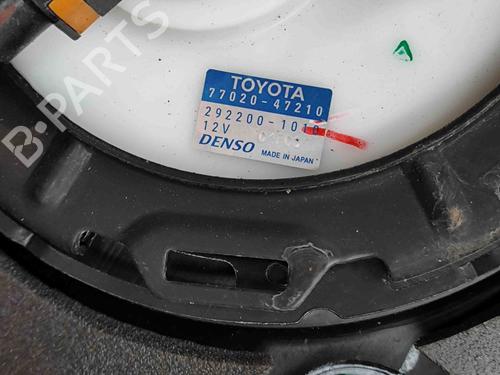 B-PARTS
TOYOTA
77020-47210
292200-1010
12V
DENSO MADE IN JAPAN